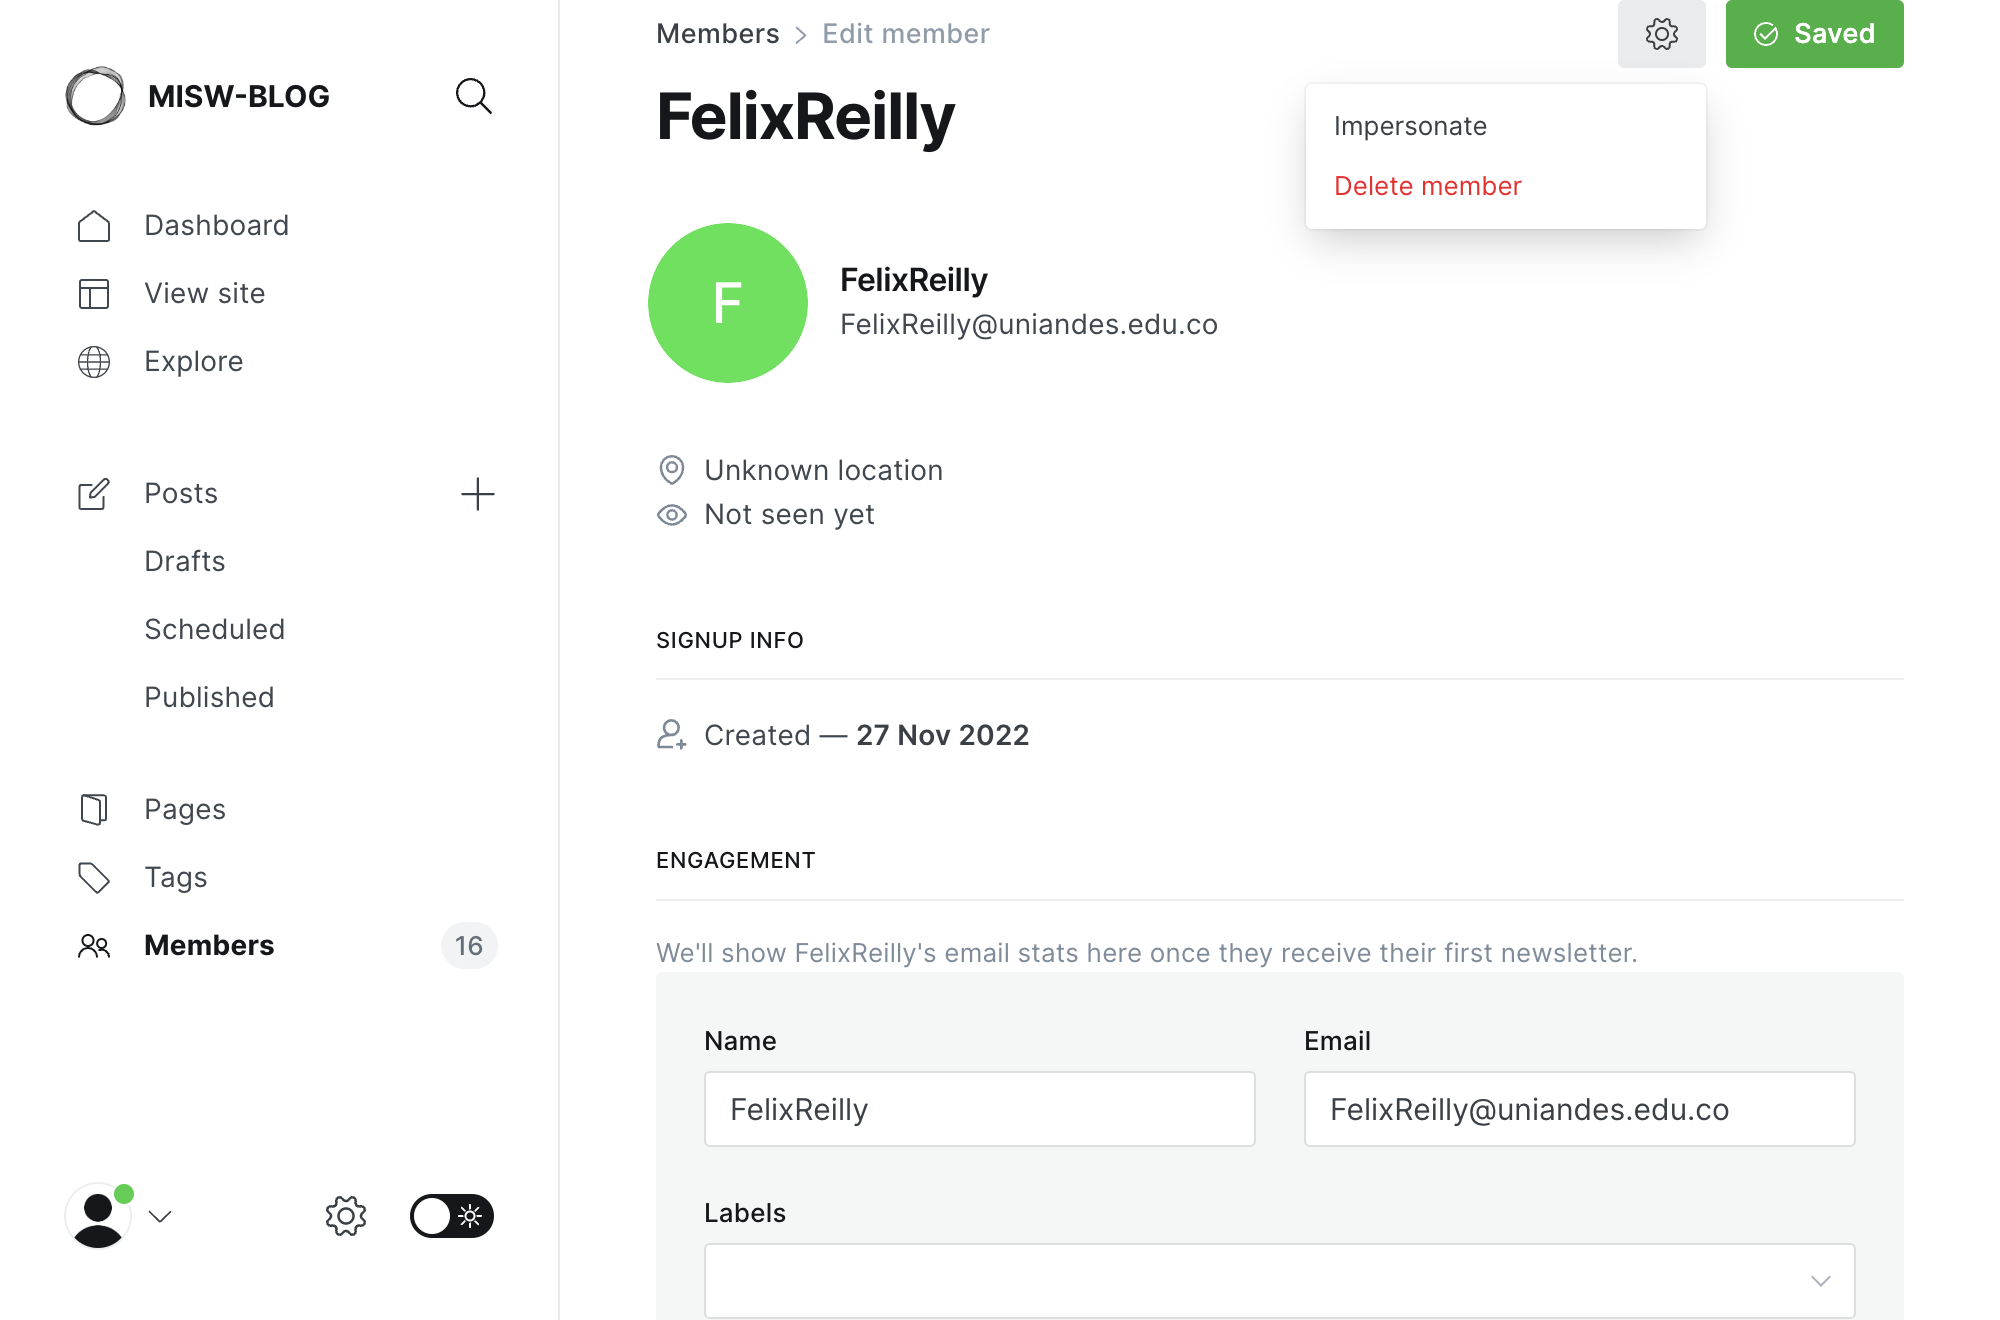 MISW-BLOG
Dashboard
View site
Explore
Posts
Drafts
Scheduled
Published
Pages
Tags
Members 16
Members > Edit member
Saved
FelixReilly
Impersonate
Delete member
F
FelixReilly
FelixReilly@uniandes.edu.co
Unknown location
Not seen yet
SIGNUP INFO
Created — 27 Nov 2022
ENGAGEMENT
We'll show FelixReilly's email stats here once they receive their first newsletter.
Name
FelixReilly
Email
FelixReilly@uniandes.edu.co
Labels